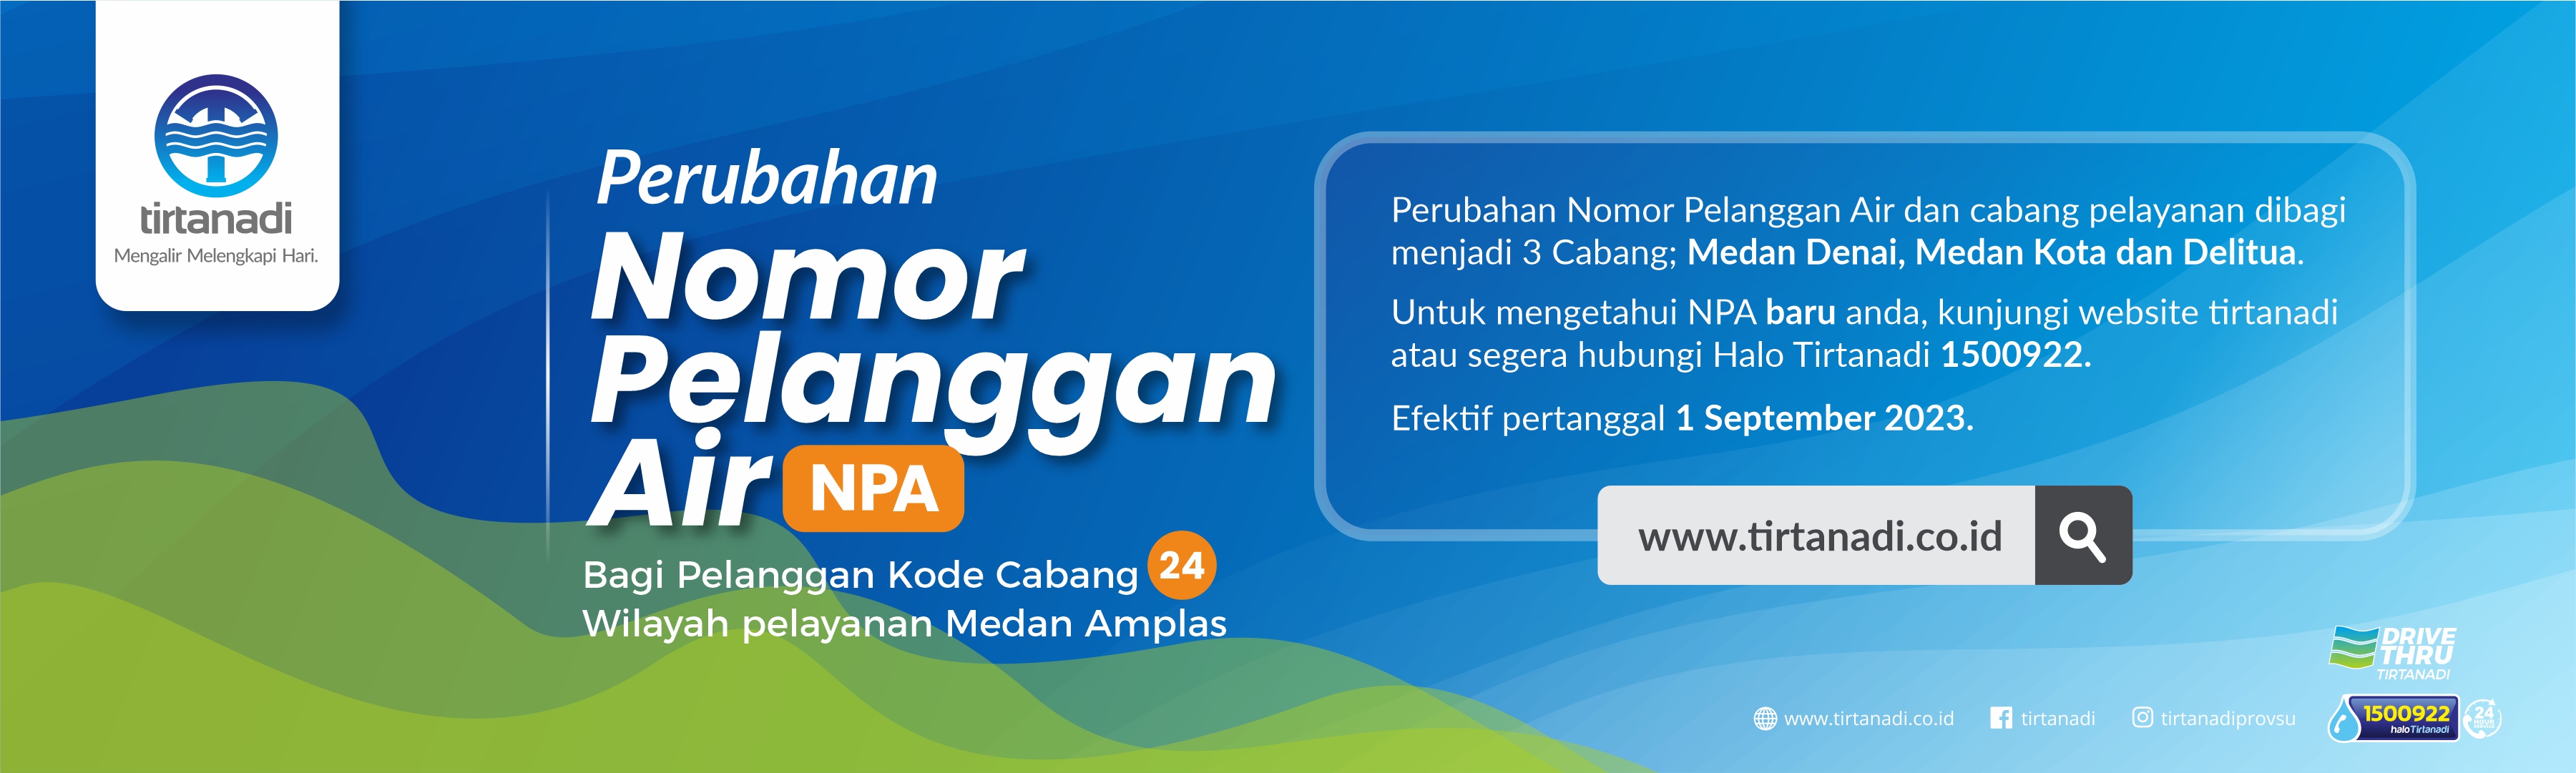 tirtanadi
Mengalir Melengkapi Hari.
Perubahan
Nomor
Pelanggan
Air NPA
Bagi Pelanggan Kode Cabang 24
Wilayah pelayanan Medan Amplas
Perubahan Nomor Pelanggan Air dan cabang pelayanan dibagi
menjadi 3 Cabang; Medan Denai, Medan Kota dan Delitua.
Untuk mengetahui NPA baru anda, kunjungi website tirtanadi
atau segera hubungi Halo Tirtanadi 1500922.
Efektif pertanggal 1 September 2023.
www.tirtanadi.co.id
DRIVE
THRU
TIRTANADI
www.tirtanadi.co.id tirtanadi tirtanadiprovsu
1500922
halo Tirtanadi
24